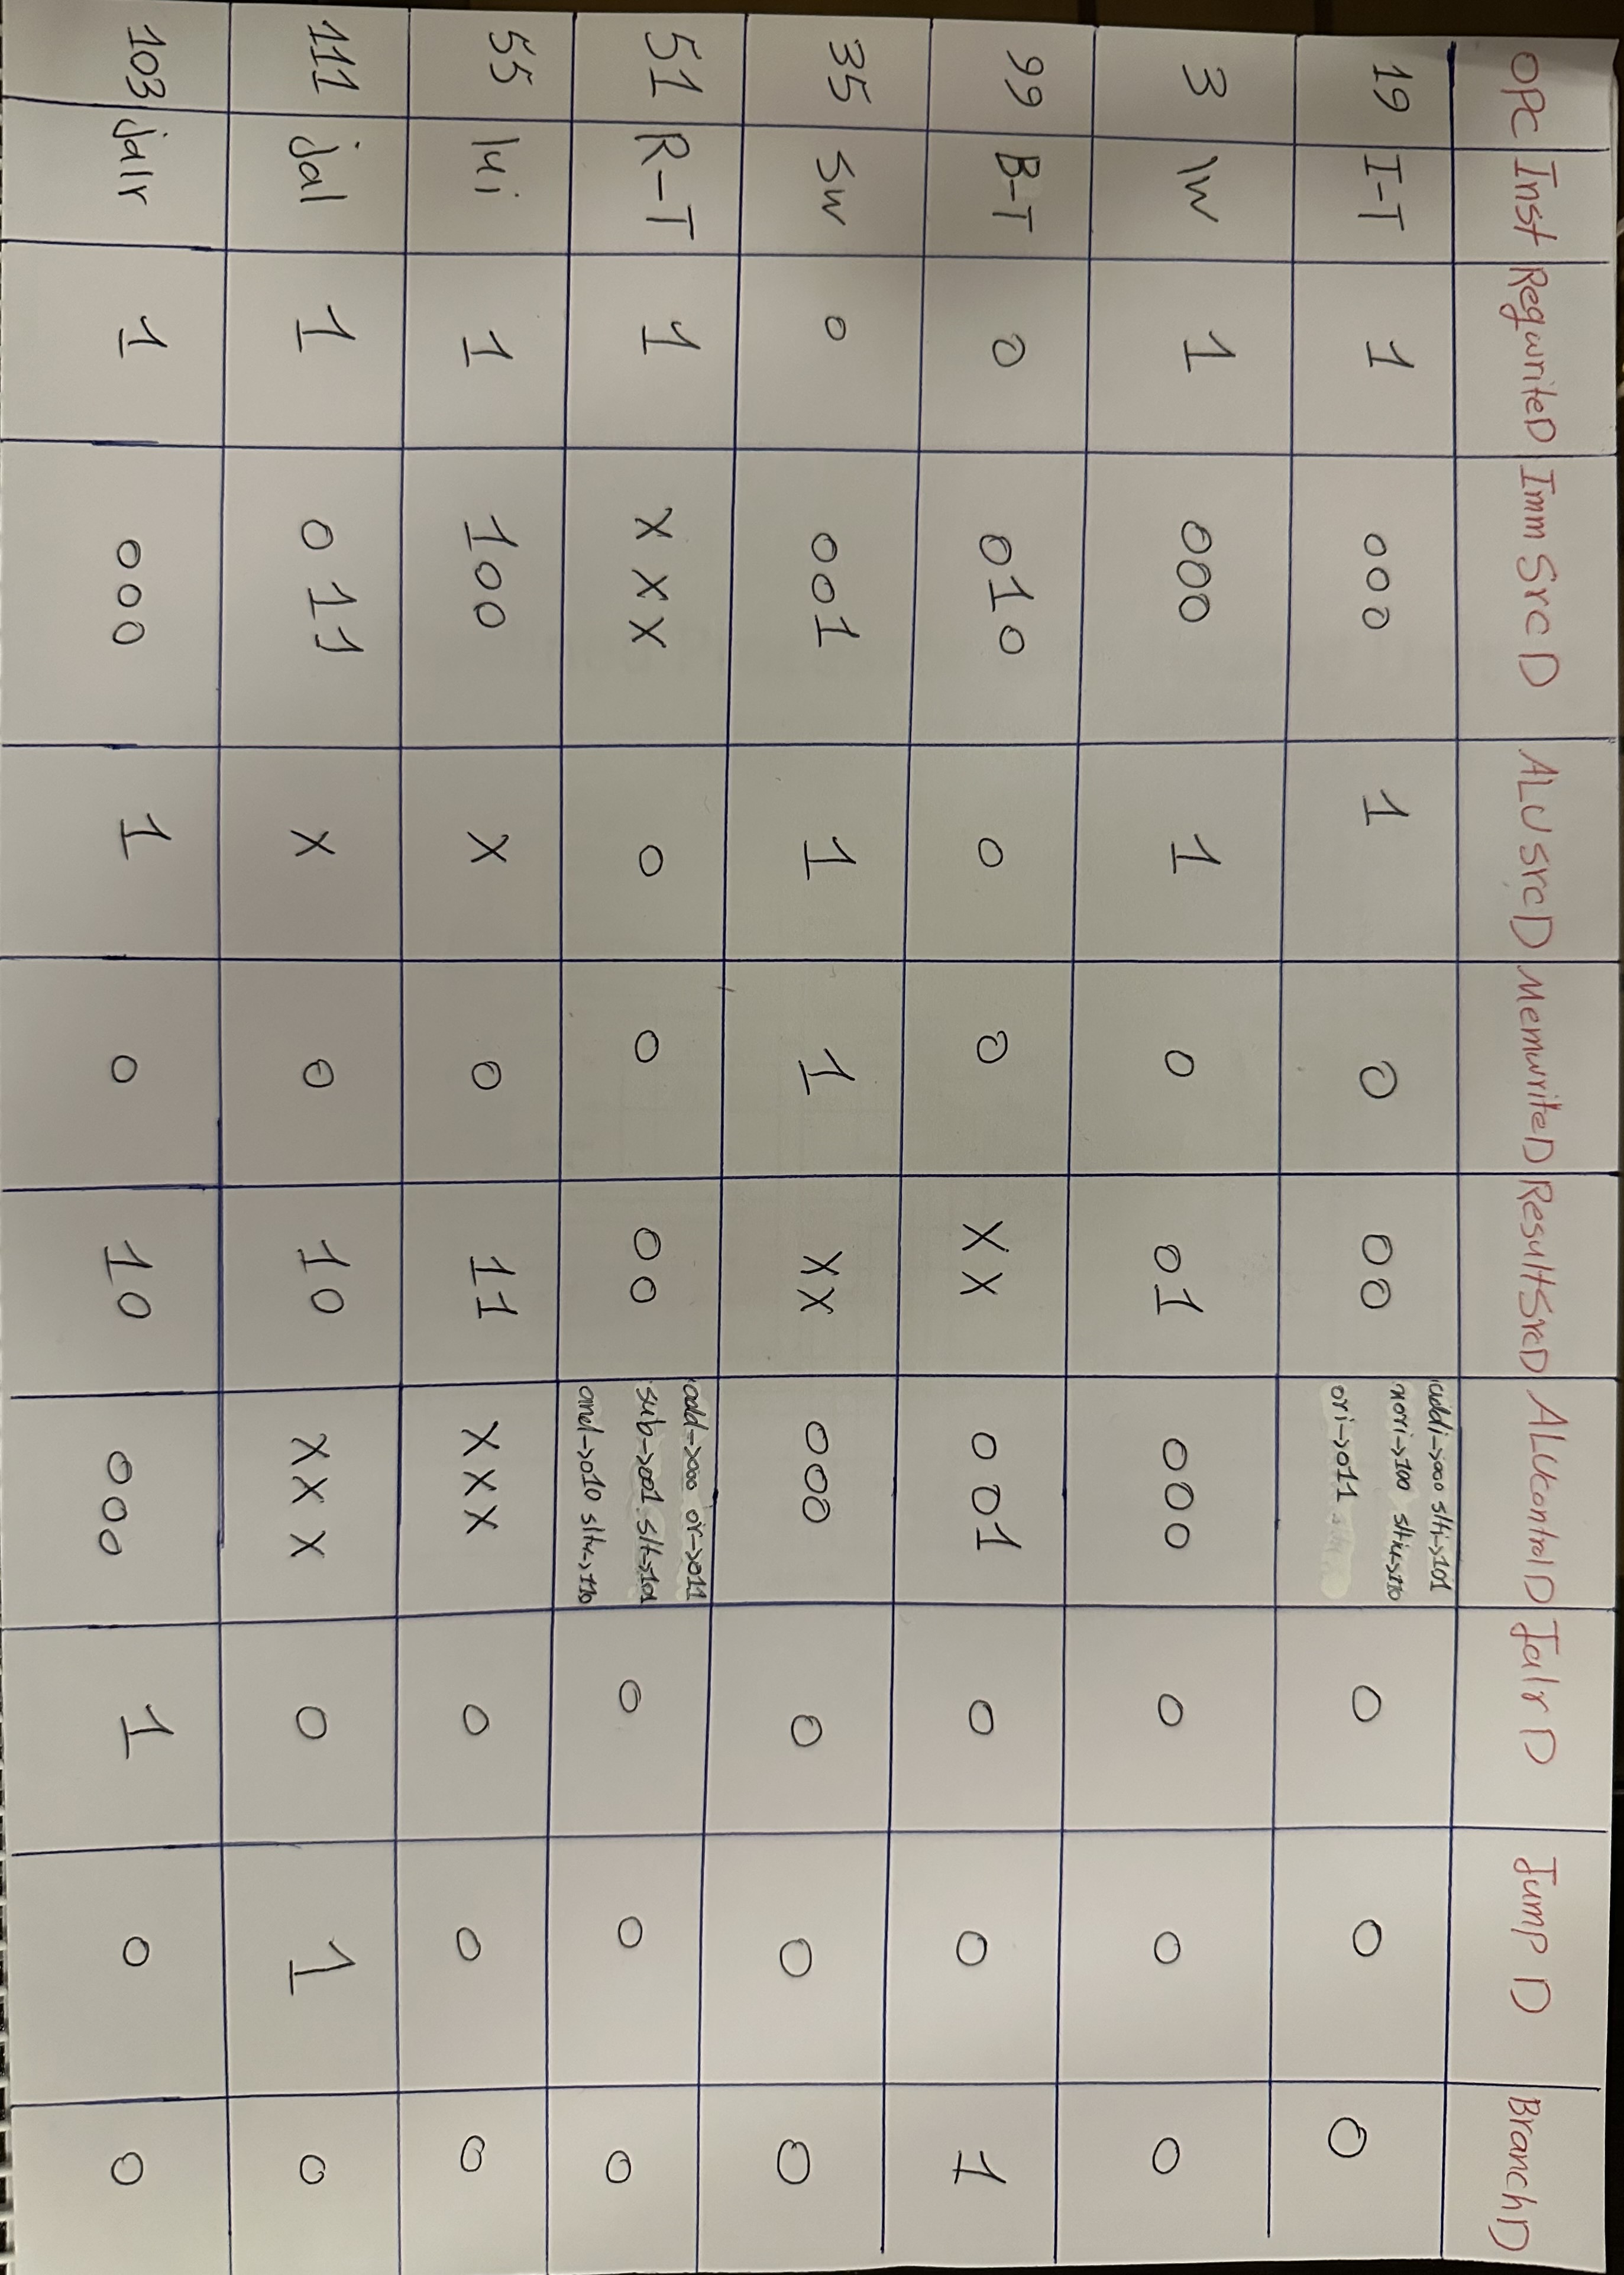 OPC Inst RegwriteD ImmSrcD ALUSrcD MemwriteD ResultSrcD ALUcontrolD JalrD JumpD BranchD
19 I-T 1 000 1 0 00 addi->000 slti->101 0 0 0
xori->100 sltiu->110
ori->011
3 lw 1 000 1 0 01 000 0 0 0
99 B-T 0 010 0 0 XX 001 0 0 1
35 Sw 0 001 1 1 XX 000 0 0 0
51 R-T 1 XXX 0 0 00 add->000 or->011 0 0 0
sub->001 slt->101
and->010 sltu->110
55 lui 1 100 X 0 11 XXX 0 0 0
111 jal 1 011 X 0 10 XXX 0 1 0
103 jalr 1 000 1 0 10 000 1 0 0